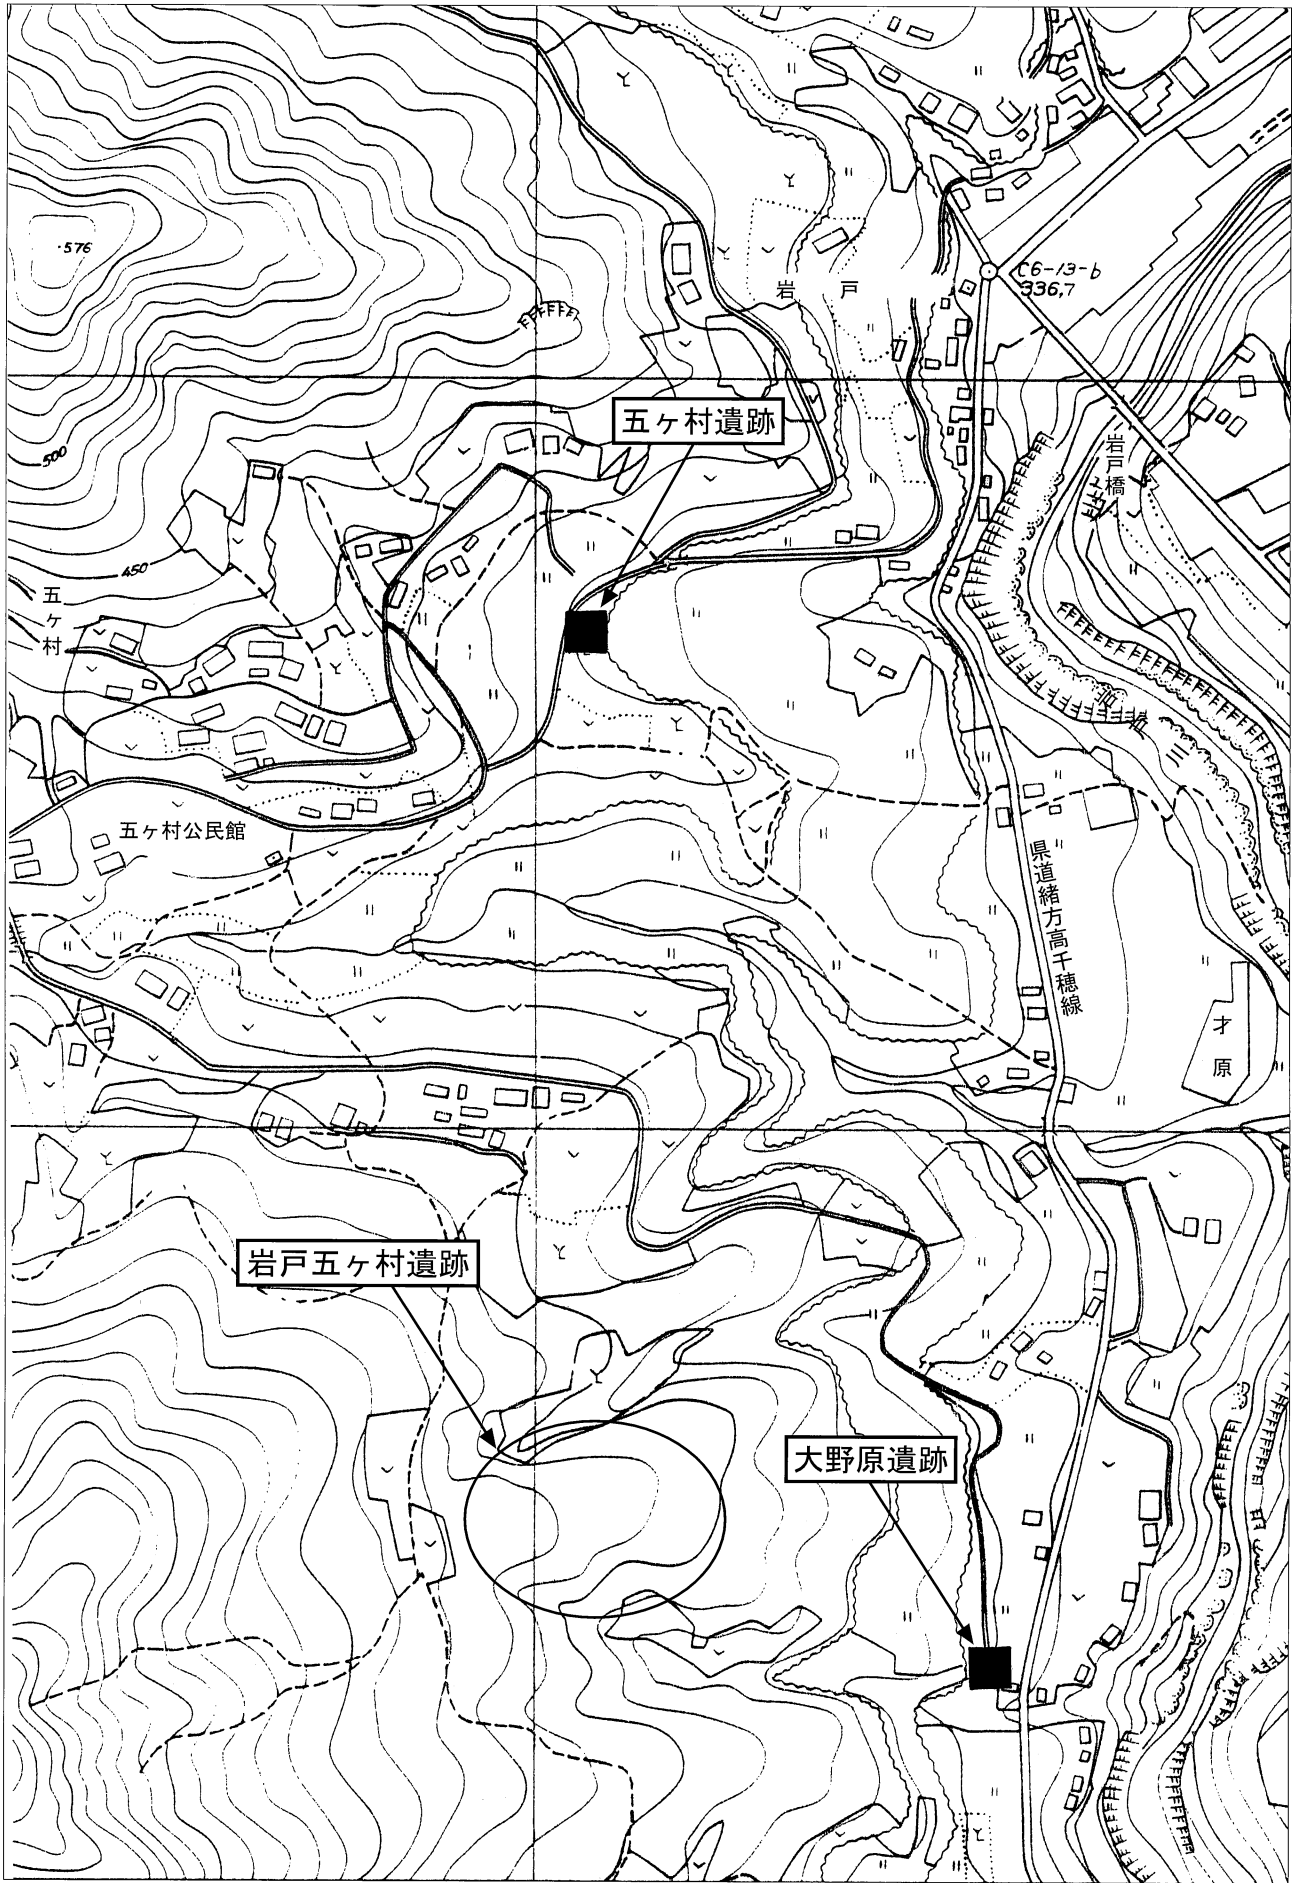 ・576
C6-13-b
336,7
岩戸
五ヶ村遺跡
岩戸橋
500
450
五ヶ村
五ヶ村公民館
県道緒方高千穂線
才原
岩戸五ヶ村遺跡
大野原遺跡